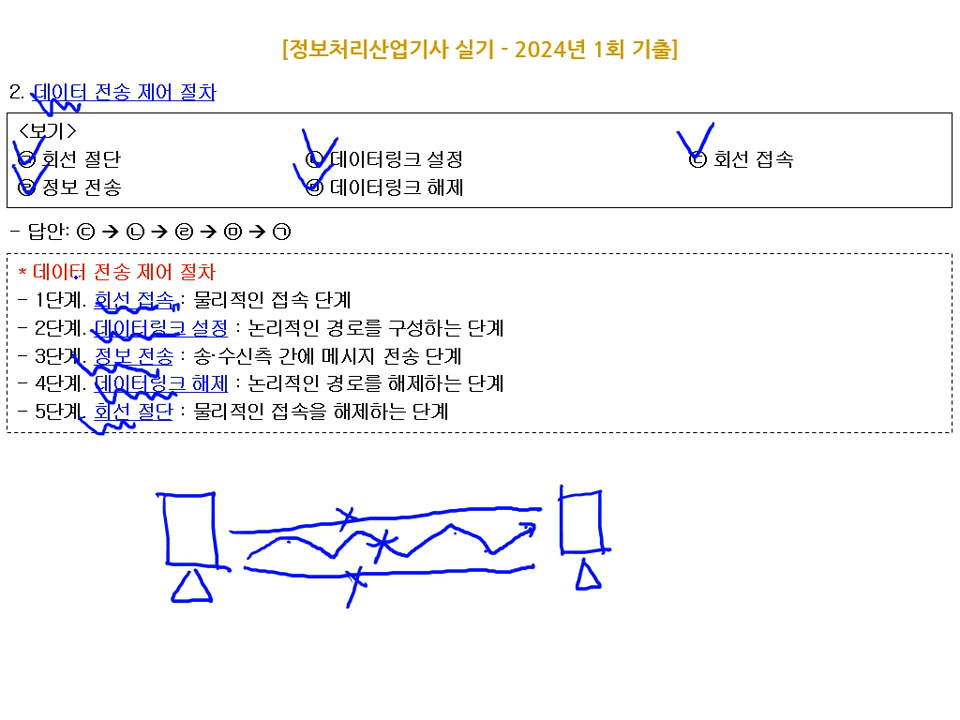 [정보처리산업기사 실기 - 2024년 1회 기출]
2. 데이터 전송 제어 절차
<보기>
㉠ 회선 절단 ㉡ 데이터링크 설정 ㉢ 회선 접속
㉣ 정보 전송 ㉤ 데이터링크 해제
- 답안: ㉢ → ㉡ → ㉣ → ㉤ → ㉠
* 데이터 전송 제어 절차
- 1단계. 회선 접속 : 물리적인 접속 단계
- 2단계. 데이터링크 설정 : 논리적인 경로를 구성하는 단계
- 3단계. 정보 전송 : 송·수신측 간에 메시지 전송 단계
- 4단계. 데이터링크 해제 : 논리적인 경로를 해제하는 단계
- 5단계. 회선 절단 : 물리적인 접속을 해제하는 단계